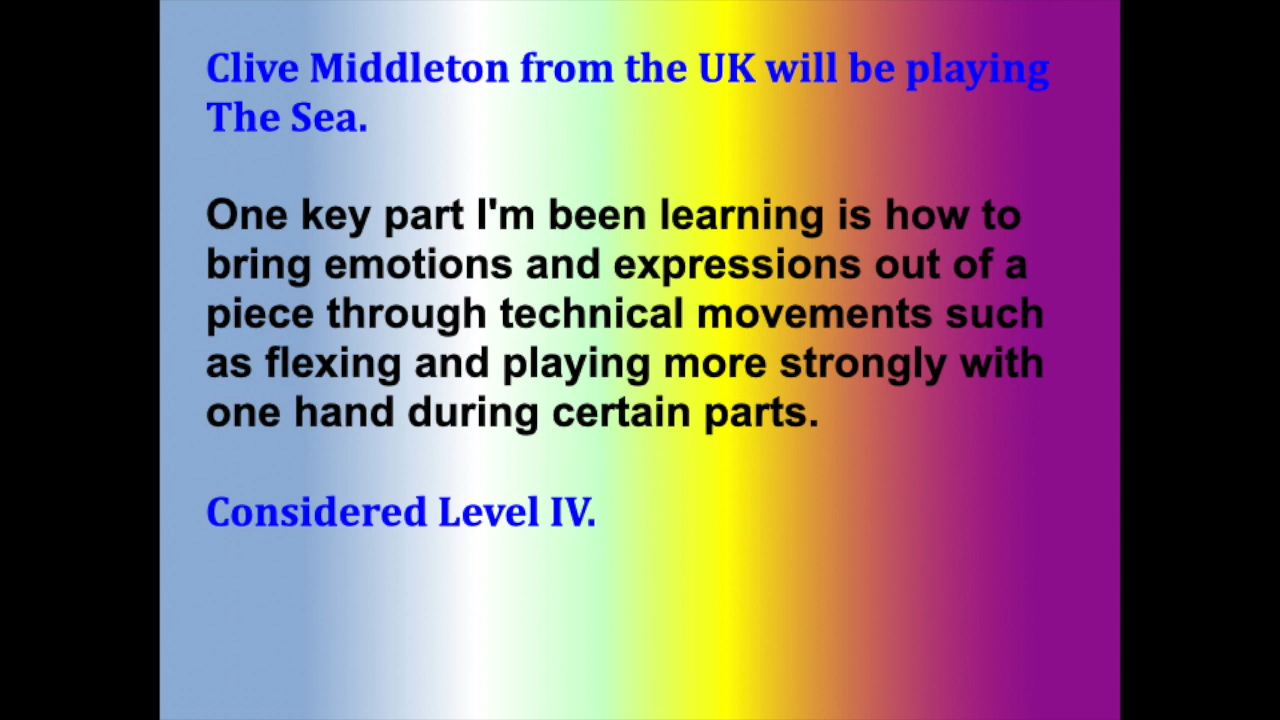 Clive Middleton from the UK will be playing
The Sea.
One key part I'm been learning is how to
bring emotions and expressions out of a
piece through technical movements such
as flexing and playing more strongly with
one hand during certain parts.
Considered Level IV.